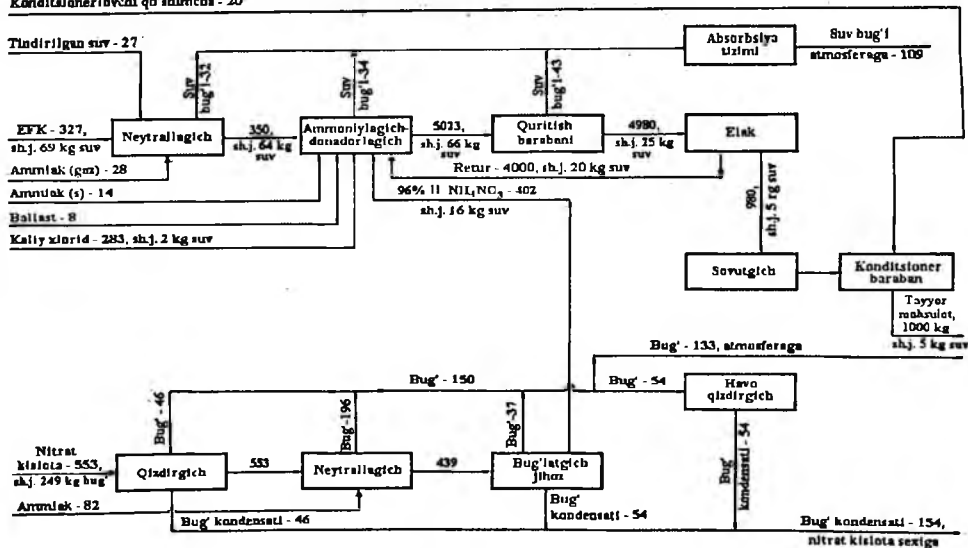 Konditsionerlovchi qo'shimcha - 20
Tindirilgan suv - 27
Absorbsiya
tizimi
Suv bug'i
atmosferaga - 109
Suv
bug'i-32
Suv
bug'i-34
Suv
bug'i-43
EFK - 327,
sh.j. 69 kg suv
Neytrallagich
350,
sh.j. 64 kg
suv
Ammoniylagich-
donadorlagich
5023,
sh.j. 66 kg
suv
Quritish
barabani
4980,
sh.j. 25 kg
suv
Elak
Ammiak (gaz) - 28
Retur - 4000, sh.j. 20 kg suv
Ammiak (s) - 14
96% li NH₄NO₃ - 402
sh.j. 16 kg suv
980,
sh.j. 5 rg suv
Ballast - 8
Kaliy xlorid - 283, sh.j. 2 kg suv
Sovutgich
Konditsioner
baraban
Tayyor
mahsulot,
1000 kg
sh.j. 5 kg suv
Bug' - 133, atmosferaga
Bug' - 150
Bug' - 54
Havo
qizdirgich
Bug' - 46
Bug'-196
Bug'-37
Bug'
kondensati - 54
Nitrat
kislota - 553,
sh.j. 249 kg bug'
Qizdirgich
553
Neytrallagich
439
Bug'latgich
jihoz
Ammiak - 82
Bug' kondensati - 46
Bug'
kondensati - 54
Bug' kondensati - 154,
nitrat kislota sexiga